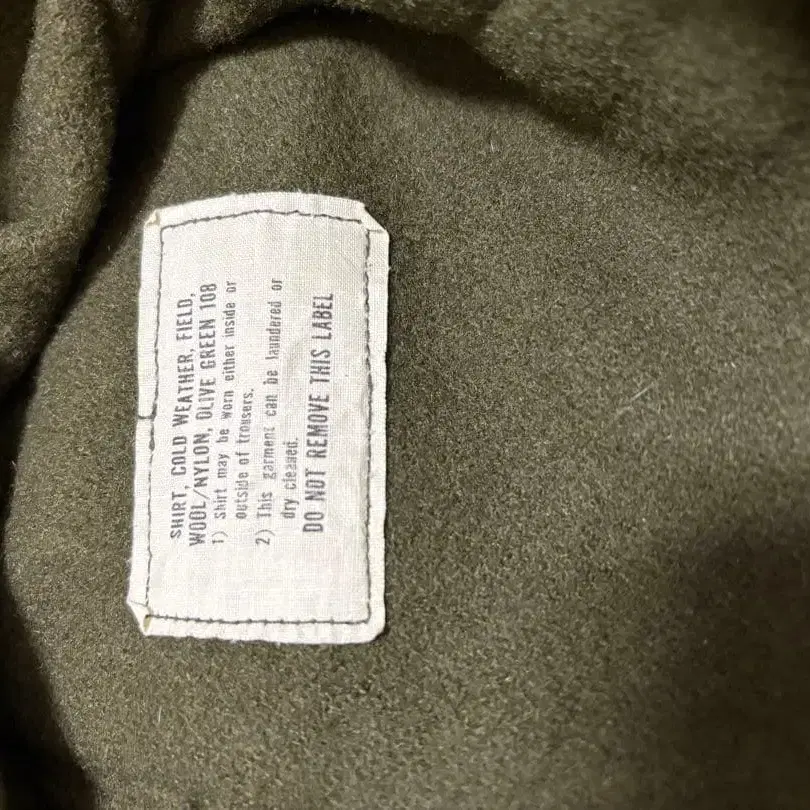 SHIRT, COLD WEATHER, FIELD,
WOOL/NYLON, OLIVE GREEN 108
1) Shirt may be worn either inside or
outside of trousers.
2) This garment can be laundered or
dry cleaned.
DO NOT REMOVE THIS LABEL